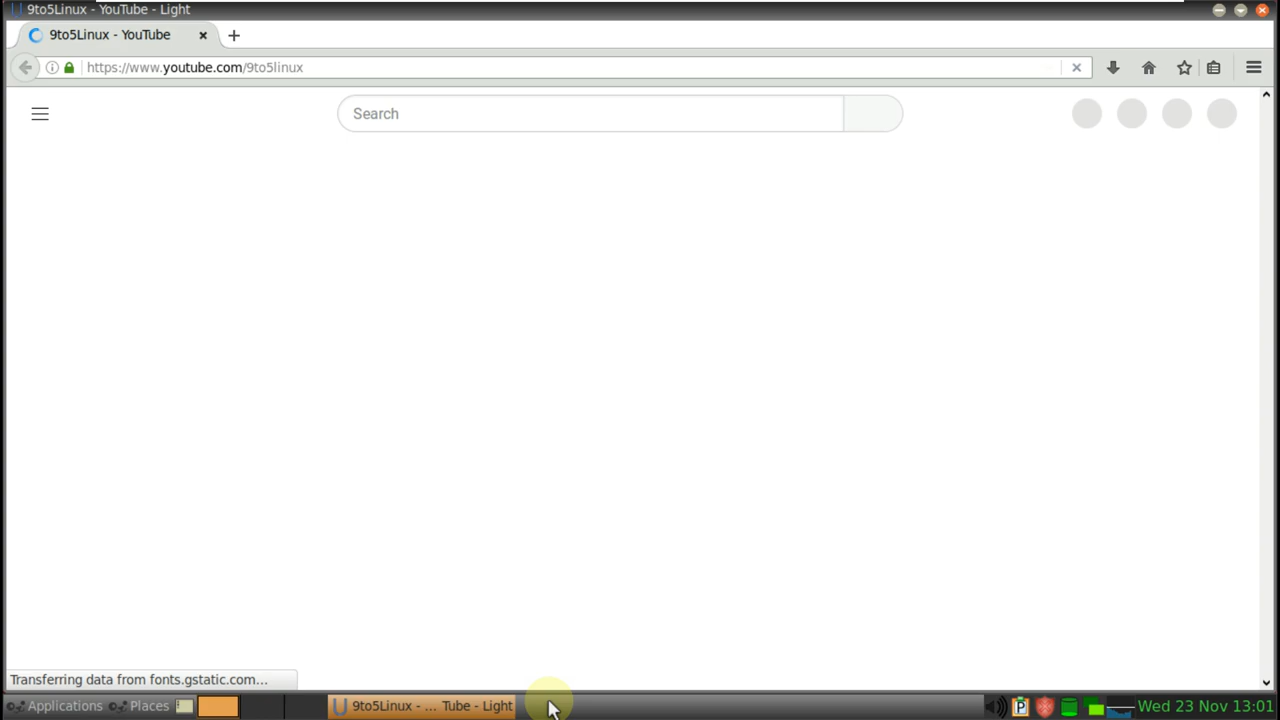 9to5Linux - YouTube - Light
9to5Linux - YouTube
https://www.youtube.com/9to5linux
Search
Transferring data from fonts.gstatic.com...
Applications Places 9to5Linux - ... Tube - Light P Wed 23 Nov 13:01